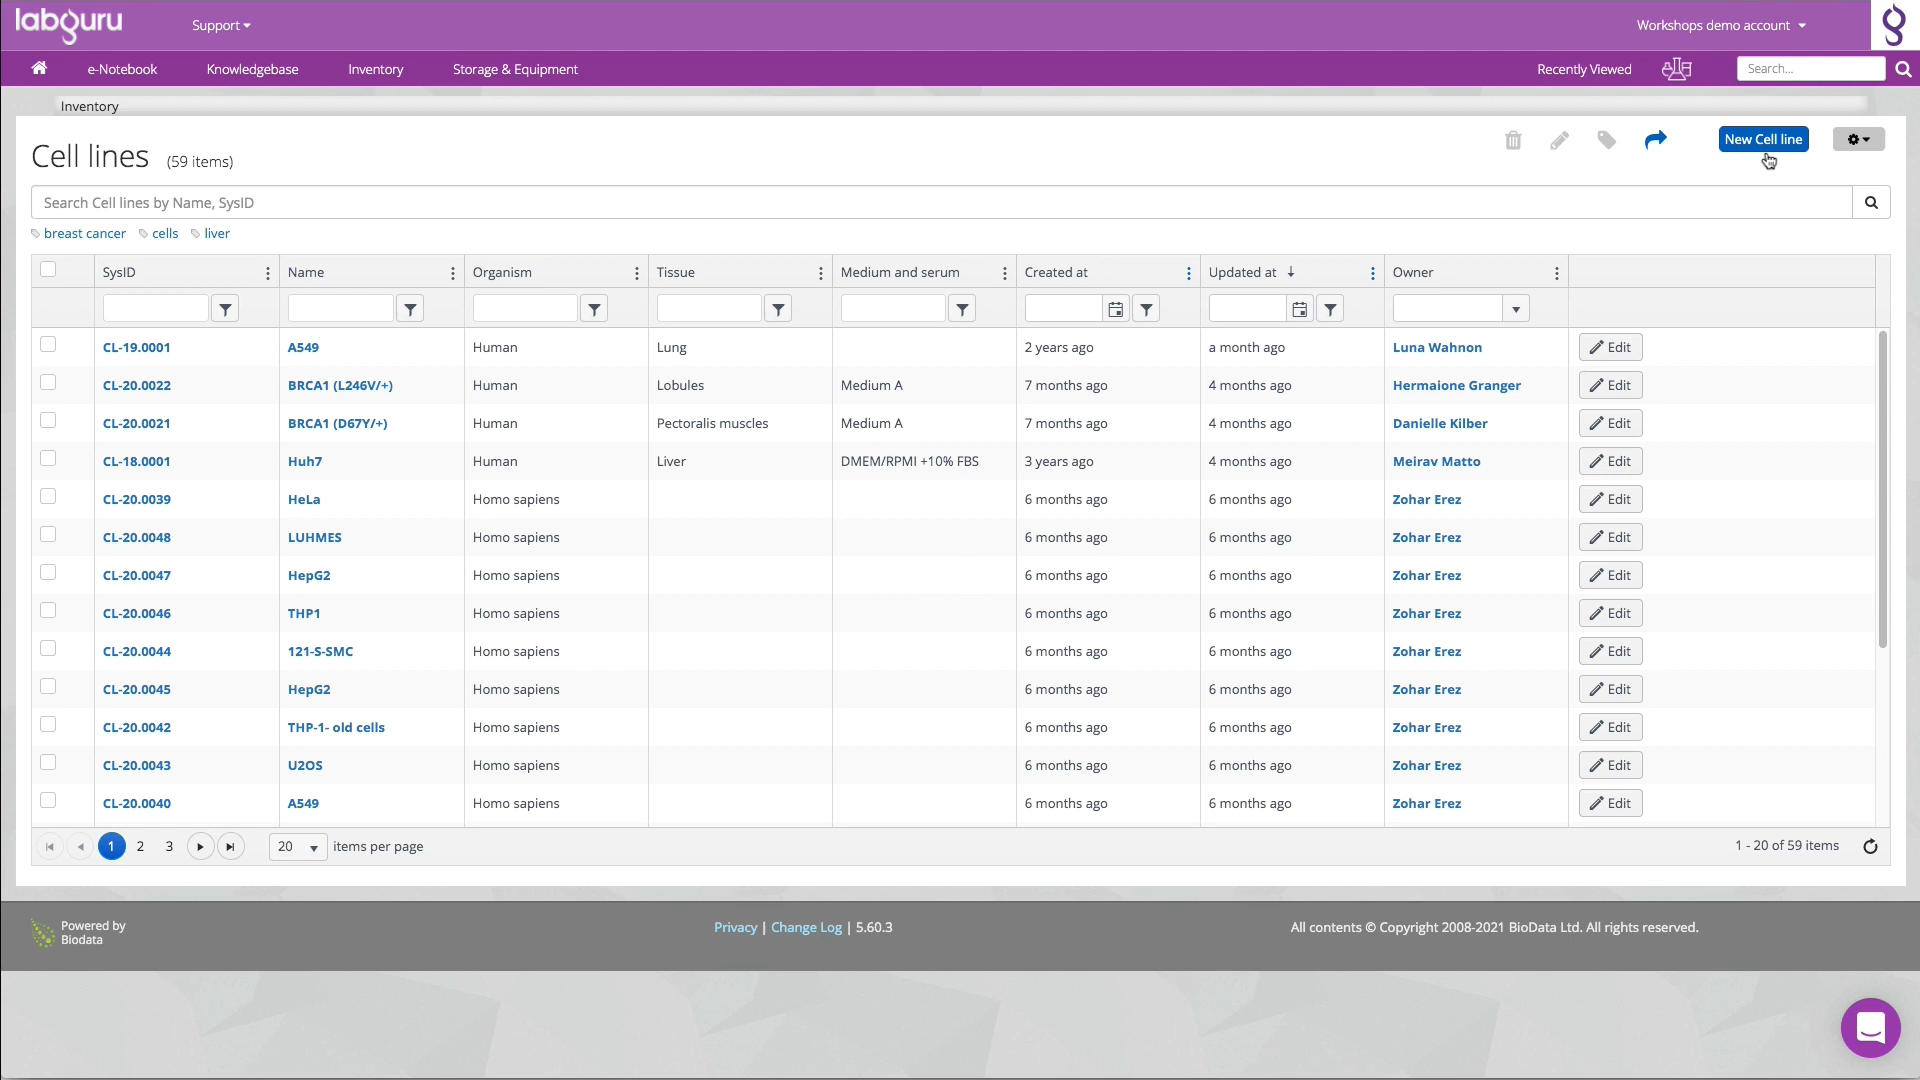 labguru Support Workshops demo account
e-Notebook Knowledgebase Inventory Storage & Equipment Recently Viewed Search...
Inventory
Cell lines (59 items) New Cell line
Search Cell lines by Name, SysID
breast cancer cells liver
SysID Name Organism Tissue Medium and serum Created at Updated at ↓ Owner
CL-19.0001 A549 Human Lung 2 years ago a month ago Luna Wahnon Edit
CL-20.0022 BRCA1 (L246V/+) Human Lobules Medium A 7 months ago 4 months ago Hermaione Granger Edit
CL-20.0021 BRCA1 (D67Y/+) Human Pectoralis muscles Medium A 7 months ago 4 months ago Danielle Kilber Edit
CL-18.0001 Huh7 Human Liver DMEM/RPMI +10% FBS 3 years ago 4 months ago Meirav Matto Edit
CL-20.0039 HeLa Homo sapiens 6 months ago 6 months ago Zohar Erez Edit
CL-20.0048 LUHMES Homo sapiens 6 months ago 6 months ago Zohar Erez Edit
CL-20.0047 HepG2 Homo sapiens 6 months ago 6 months ago Zohar Erez Edit
CL-20.0046 THP1 Homo sapiens 6 months ago 6 months ago Zohar Erez Edit
CL-20.0044 121-S-SMC Homo sapiens 6 months ago 6 months ago Zohar Erez Edit
CL-20.0045 HepG2 Homo sapiens 6 months ago 6 months ago Zohar Erez Edit
CL-20.0042 THP-1- old cells Homo sapiens 6 months ago 6 months ago Zohar Erez Edit
CL-20.0043 U2OS Homo sapiens 6 months ago 6 months ago Zohar Erez Edit
CL-20.0040 A549 Homo sapiens 6 months ago 6 months ago Zohar Erez Edit
1 2 3 20 items per page 1 - 20 of 59 items
Powered by
Biodata
Privacy | Change Log | 5.60.3
All contents © Copyright 2008-2021 BioData Ltd. All rights reserved.